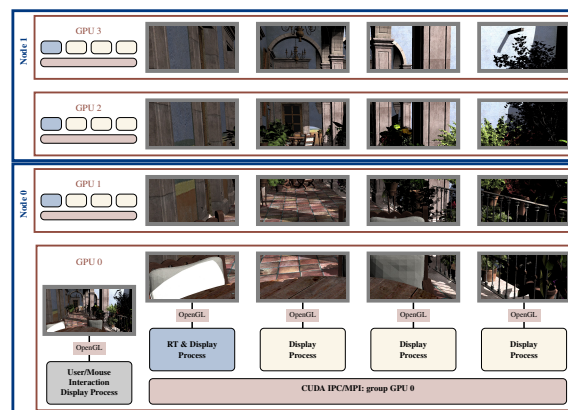 Node 1
GPU 3
GPU 2
Node 0
GPU 1
GPU 0
OpenGL
OpenGL
OpenGL
OpenGL
OpenGL
User/Mouse
Interaction
Display Process
RT & Display
Process
Display
Process
Display
Process
Display
Process
CUDA IPC/MPI: group GPU 0